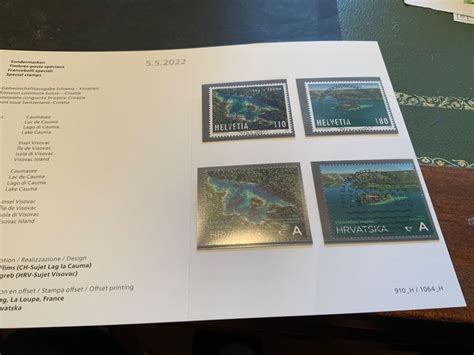 Sondermarken
Timbres-poste spéciaux
Francobolli speciali
Special stamps
5.5.2022
Gemeinschaftsausgabe Schweiz – Kroatien
Emission commune Suisse – Croatie
Emissione congiunta Svizzera-Croazia
Joint issue Switzerland-Croatia
Caumasee
Lac de Cauma
Lago di Cauma
Lake Cauma
Insel Visovac
Île de Visovac
Isola di Visovac
Visovac island
Caumasee
Lac de Cauma
Lago di Cauma
Lake Cauma
Insel Visovac
Île de Visovac
Isola di Visovac
Visovac island
HELVETIA 110
HELVETIA 180
HRVATSKA A
HRVATSKA A
/ Realizzazione / Design
Flims (CH-Sujet Lag la Cauma)
(HRV-Sujet Visovac)
en offset / Stampa offset / Offset printing
La Loupe, France
910_H / 1064_H